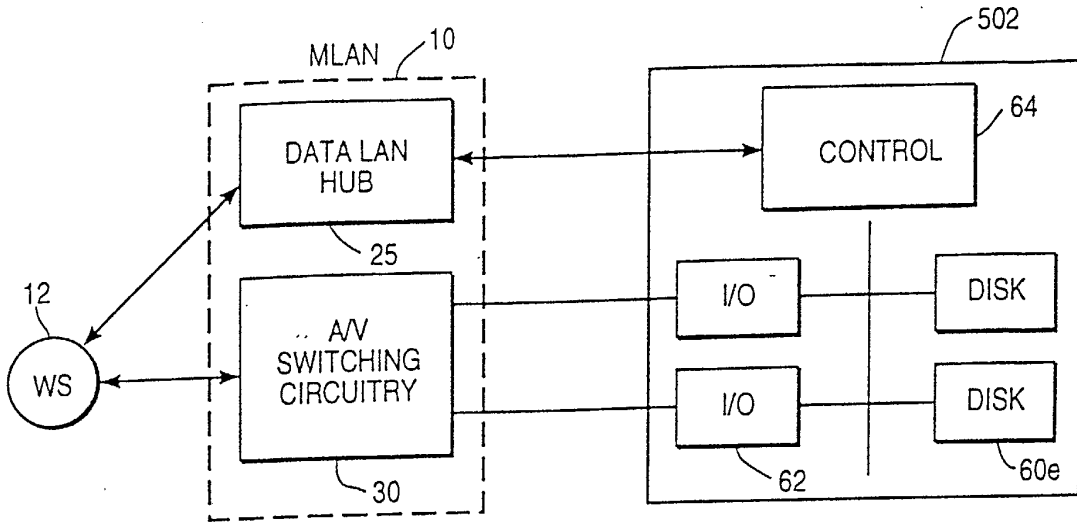 MLAN
10
502
DATA LAN
HUB
25
CONTROL
64
12
WS
A/V
SWITCHING
CIRCUITRY
30
I/O
DISK
I/O
DISK
62
60e